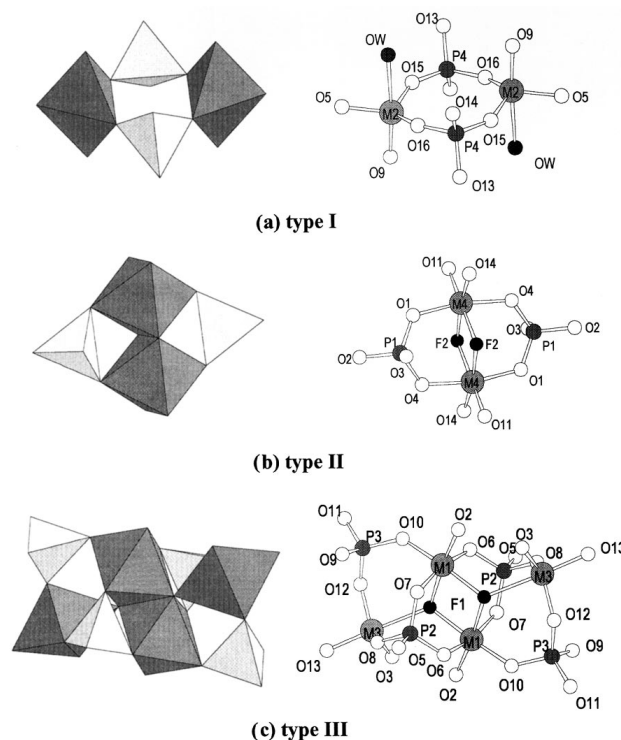 O13
OW
O9
P4
O15
O16
O5
M2
O14
M2
O5
O16
P4
O15
O9
OW
O13
(a) type I
O11
O14
O1
M4
O4
P1
O3
O2
F2
F2
P1
O2
O3
O4
M4
O1
O14
O11
(b) type II
O11
O2
O3
P3
O10
O6
O5
O8
O13
O9
M1
P2
M3
O12
O7
F1
O12
M3
P2
M1
O7
O13
O8
O5
O6
P3
O9
O3
O2
O10
O11
(c) type III